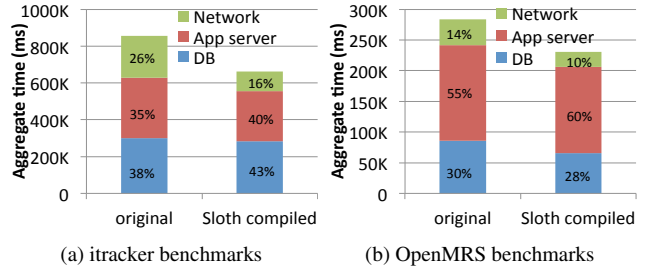 Aggregate time (ms)
1000K
800K
600K
400K
200K
0
Network
App server
DB
26%
35%
38%
16%
40%
43%
original
Sloth compiled
(a) itracker benchmarks
Aggregate time (ms)
300K
250K
200K
150K
100K
50K
0
Network
App server
DB
14%
55%
30%
10%
60%
28%
original
Sloth compiled
(b) OpenMRS benchmarks